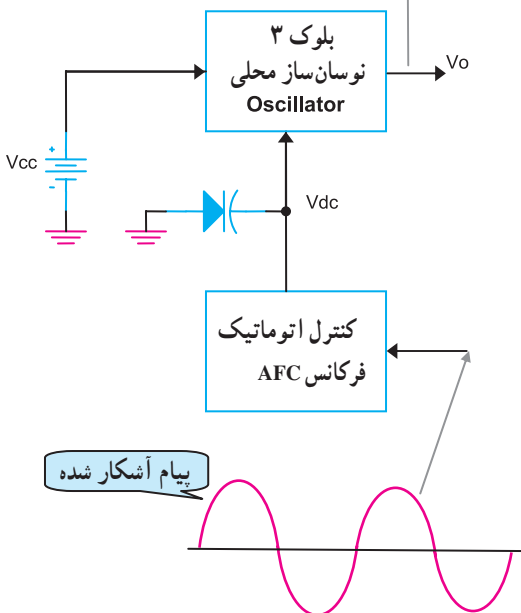 بلوک ۳
نوسان‌ساز محلی
Oscillator
Vo
Vcc
+
-
Vdc
کنترل اتوماتیک
فرکانس AFC
پیام آشکار شده